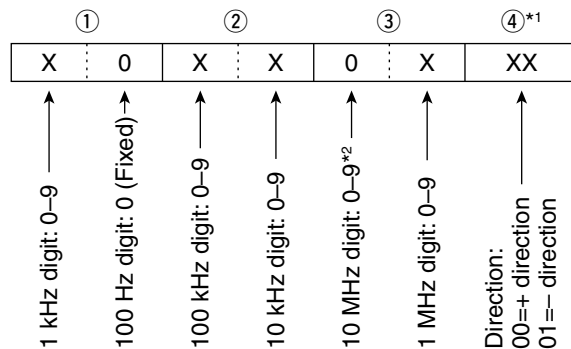 ① ② ③ ④*1
X 0 X X 0 X XX
1 kHz digit: 0–9
100 Hz digit: 0 (Fixed)
100 kHz digit: 0–9
10 kHz digit: 0–9
10 MHz digit: 0–9*2
1 MHz digit: 0–9
Direction:
00=+ direction
01=– direction